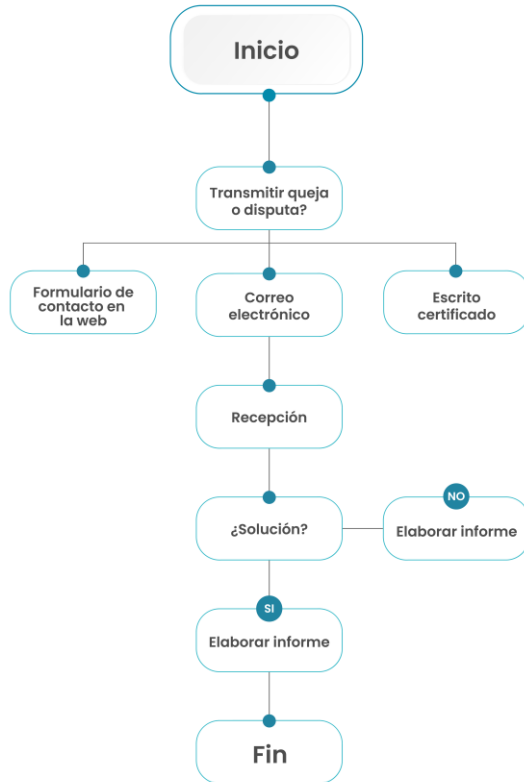 Inicio
Transmitir queja
o disputa?
Formulario de
contacto en
la web
Correo
electrónico
Escrito
certificado
Recepción
NO
¿Solución?
Elaborar informe
SI
Elaborar informe
Fin